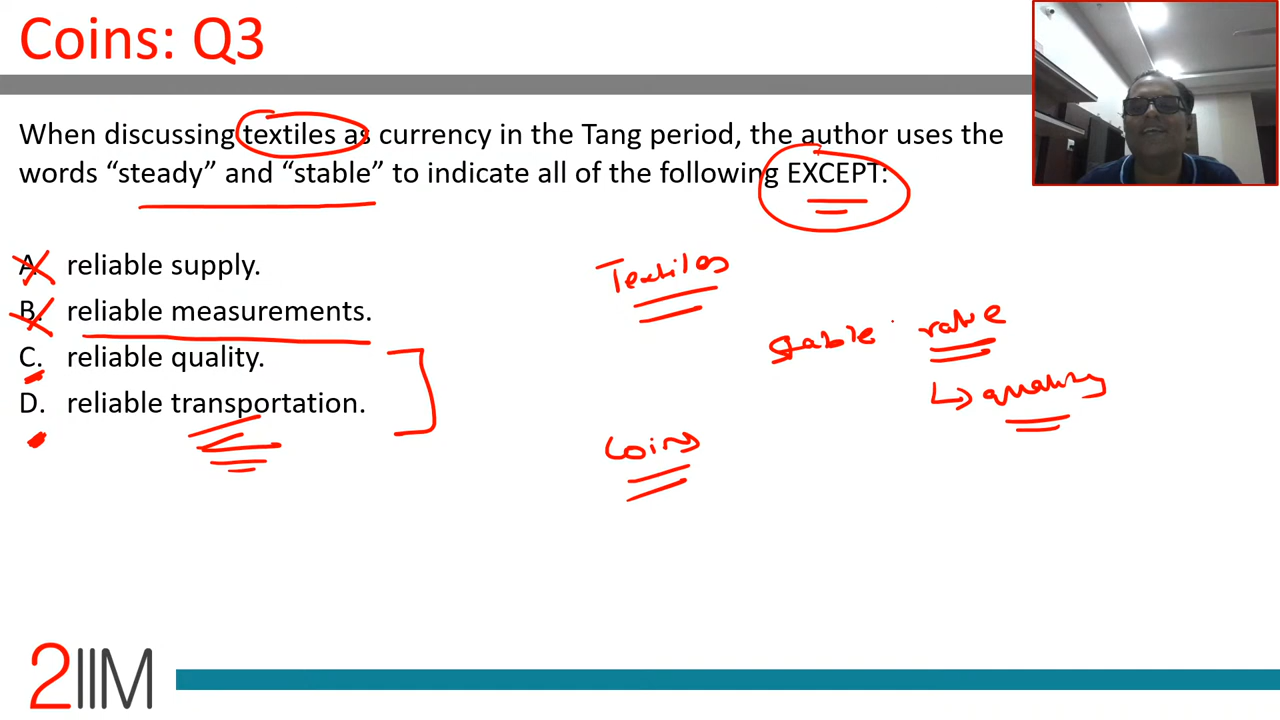 Coins: Q3
When discussing textiles as currency in the Tang period, the author uses the
words “steady” and “stable” to indicate all of the following EXCEPT:
A. reliable supply.
B. reliable measurements.
C. reliable quality.
D. reliable transportation.
Textiles
stable rate
quality
Coins
2IIM